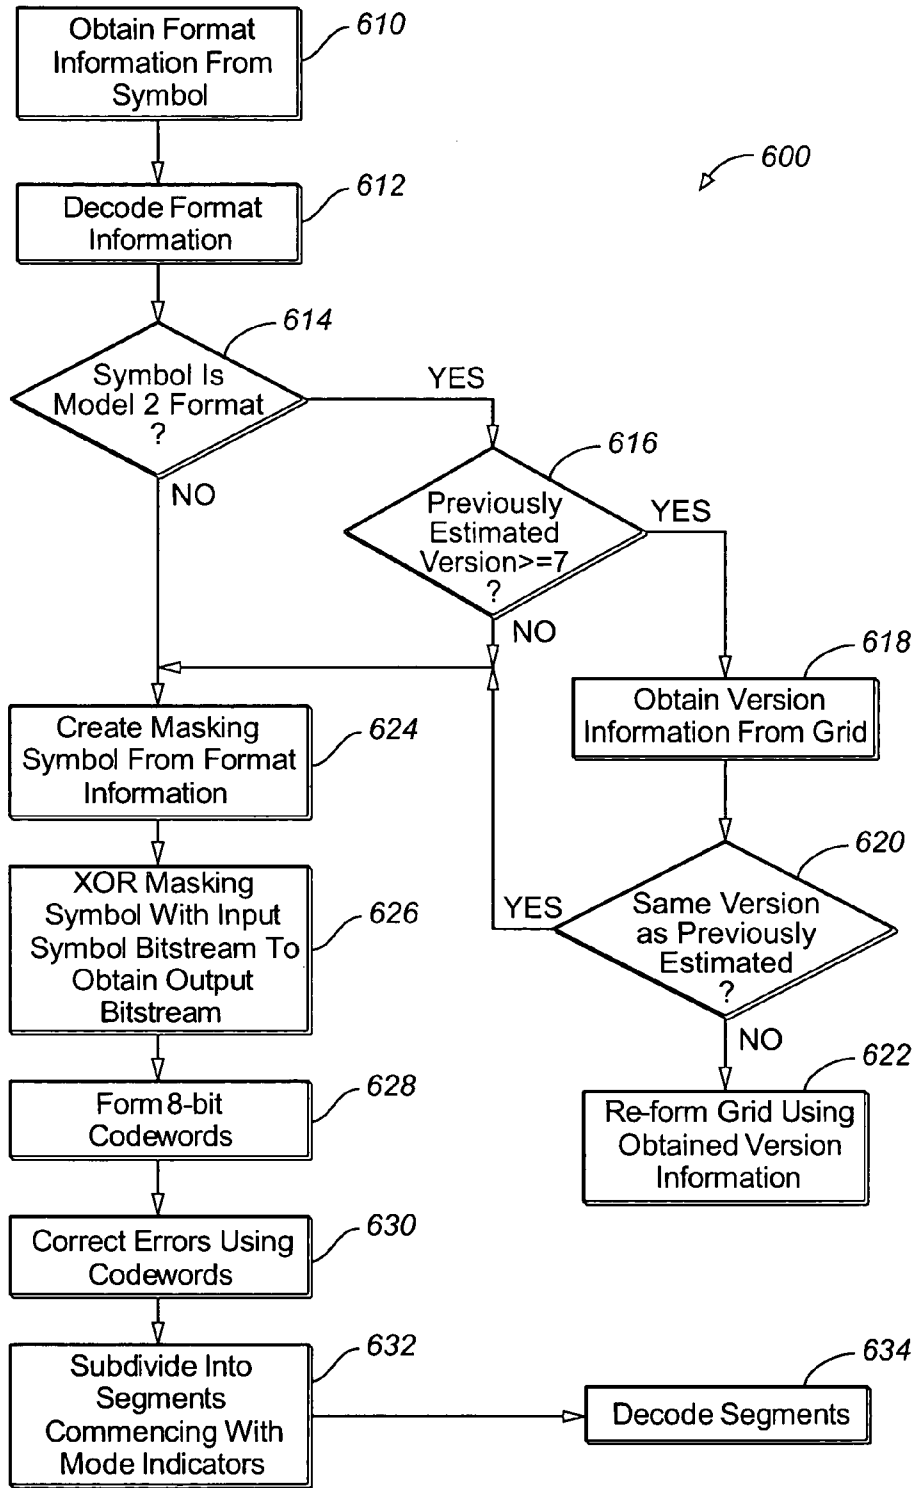 Obtain Format
Information From
Symbol
610
600
Decode Format
Information
612
Symbol Is
Model 2 Format
?
614
YES
NO
Previously
Estimated
Version>=7
?
616
YES
NO
Obtain Version
Information From Grid
618
Same Version
as Previously
Estimated
?
620
YES
NO
Re-form Grid Using
Obtained Version
Information
622
Create Masking
Symbol From Format
Information
624
XOR Masking
Symbol With Input
Symbol Bitstream To
Obtain Output
Bitstream
626
Form 8-bit
Codewords
628
Correct Errors Using
Codewords
630
Subdivide Into
Segments
Commencing With
Mode Indicators
632
Decode Segments
634